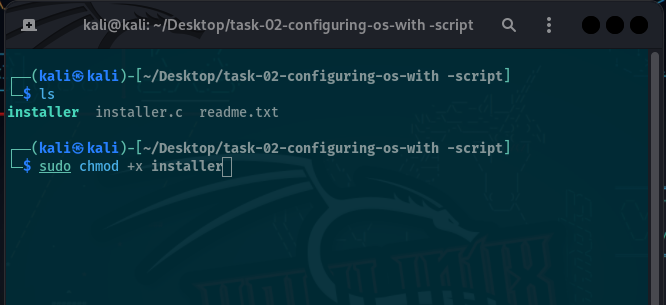 kali@kali: ~/Desktop/task-02-configuring-os-with -script
┌──(kali㉿kali)-[~/Desktop/task-02-configuring-os-with -script]
└─$ ls
installer  installer.c  readme.txt
┌──(kali㉿kali)-[~/Desktop/task-02-configuring-os-with -script]
└─$ sudo chmod +x installer